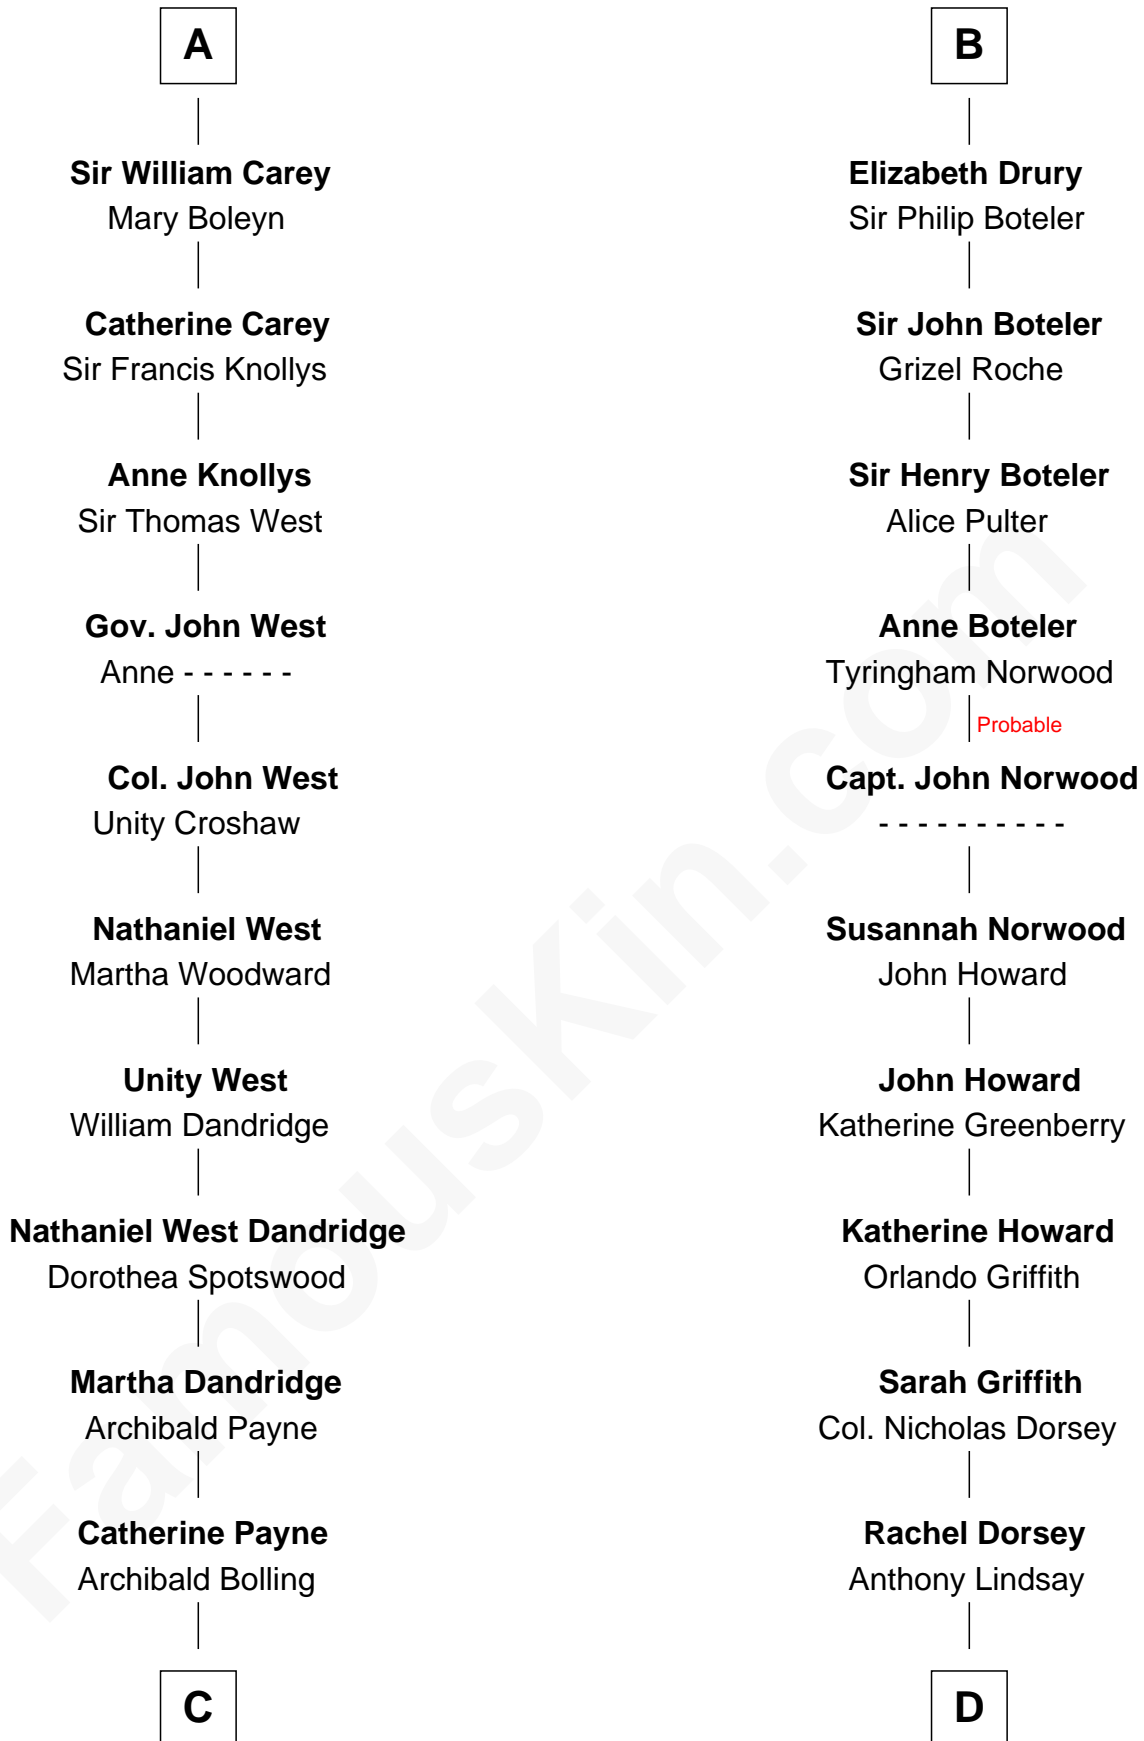 A
Sir William Carey
Mary Boleyn
Catherine Carey
Sir Francis Knollys
Anne Knollys
Sir Thomas West
Gov. John West
Anne - - - - - -
Col. John West
Unity Croshaw
Nathaniel West
Martha Woodward
Unity West
William Dandridge
Nathaniel West Dandridge
Dorothea Spotswood
Martha Dandridge
Archibald Payne
Catherine Payne
Archibald Bolling
C
B
Elizabeth Drury
Sir Philip Boteler
Sir John Boteler
Grizel Roche
Sir Henry Boteler
Alice Pulter
Anne Boteler
Tyringham Norwood
Probable
Capt. John Norwood
- - - - - - - - - -
Susannah Norwood
John Howard
John Howard
Katherine Greenberry
Katherine Howard
Orlando Griffith
Sarah Griffith
Col. Nicholas Dorsey
Rachel Dorsey
Anthony Lindsay
D
FamousKin.com